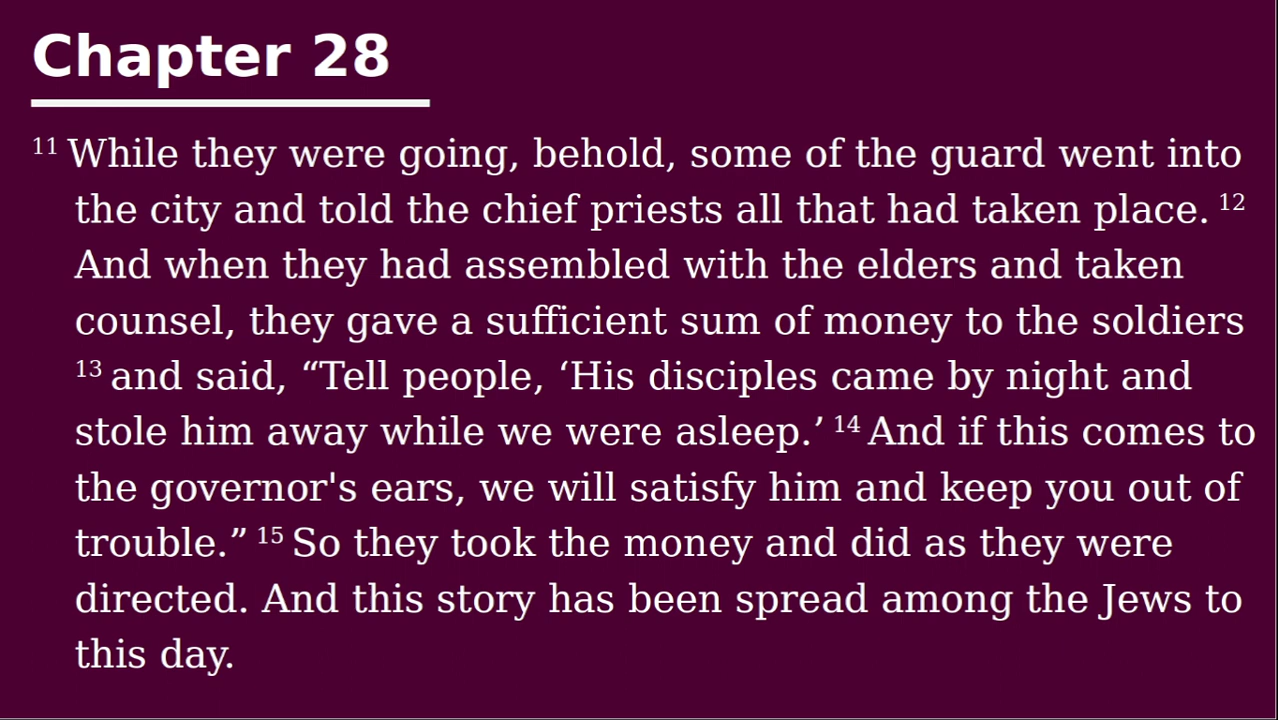 Chapter 28
11 While they were going, behold, some of the guard went into
the city and told the chief priests all that had taken place. 12
And when they had assembled with the elders and taken
counsel, they gave a sufficient sum of money to the soldiers
13 and said, “Tell people, ‘His disciples came by night and
stole him away while we were asleep.’ 14 And if this comes to
the governor's ears, we will satisfy him and keep you out of
trouble.” 15 So they took the money and did as they were
directed. And this story has been spread among the Jews to
this day.